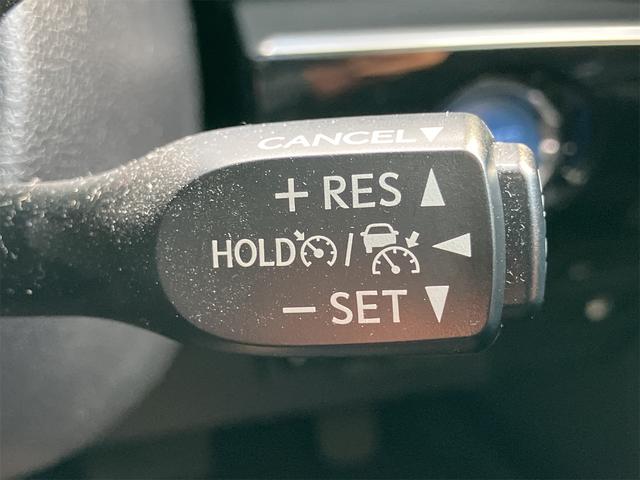 CANCEL▼
+ RES ▲
HOLD / ◀
− SET ▼